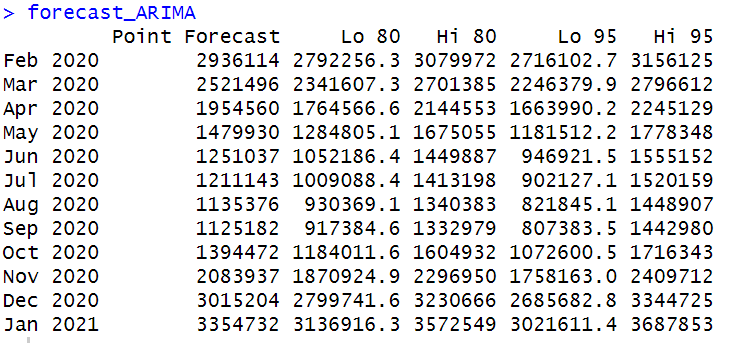 > forecast_ARIMA
         Point Forecast     Lo 80   Hi 80     Lo 95   Hi 95
Feb 2020        2936114 2792256.3 3079972 2716102.7 3156125
Mar 2020        2521496 2341607.3 2701385 2246379.9 2796612
Apr 2020        1954560 1764566.6 2144553 1663990.2 2245129
May 2020        1479930 1284805.1 1675055 1181512.2 1778348
Jun 2020        1251037 1052186.4 1449887  946921.5 1555152
Jul 2020        1211143 1009088.4 1413198  902127.1 1520159
Aug 2020        1135376  930369.1 1340383  821845.1 1448907
Sep 2020        1125182  917384.6 1332979  807383.5 1442980
Oct 2020        1394472 1184011.6 1604932 1072600.5 1716343
Nov 2020        2083937 1870924.9 2296950 1758163.0 2409712
Dec 2020        3015204 2799741.6 3230666 2685682.8 3344725
Jan 2021        3354732 3136916.3 3572549 3021611.4 3687853